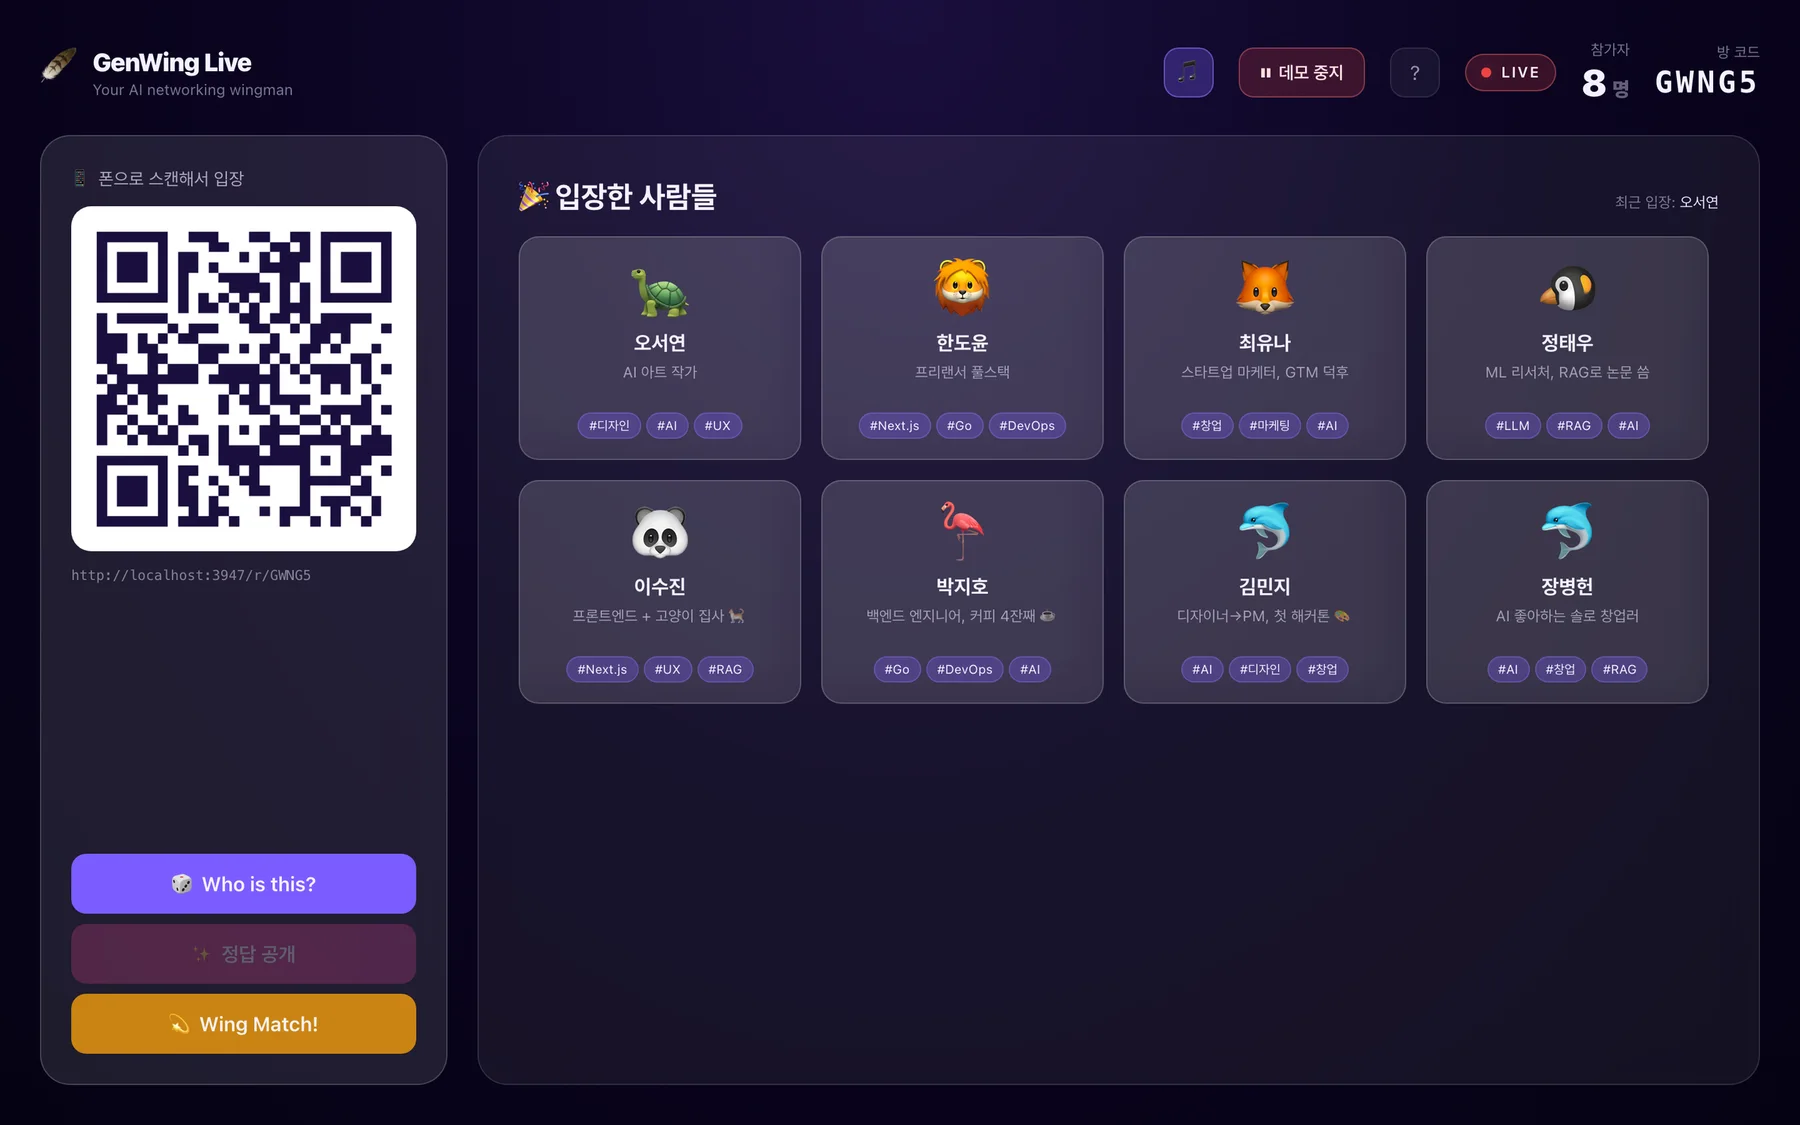 GenWing Live
Your AI networking wingman
데모 중지
?
LIVE
참가자
8 명
방 코드
GWNG5
폰으로 스캔해서 입장
http://localhost:3947/r/GWNG5
Who is this?
정답 공개
Wing Match!
입장한 사람들
최근 입장: 오서연
오서연
AI 아트 작가
#디자인 #AI #UX
한도윤
프리랜서 풀스택
#Next.js #Go #DevOps
최유나
스타트업 마케터, GTM 덕후
#창업 #마케팅 #AI
정태우
ML 리서처, RAG로 논문 씀
#LLM #RAG #AI
이수진
프론트엔드 + 고양이 집사 🐈
#Next.js #UX #RAG
박지호
백엔드 엔지니어, 커피 4잔째 ☕
#Go #DevOps #AI
김민지
디자이너→PM, 첫 해커톤 🎨
#AI #디자인 #창업
장병헌
AI 좋아하는 솔로 창업러
#AI #창업 #RAG